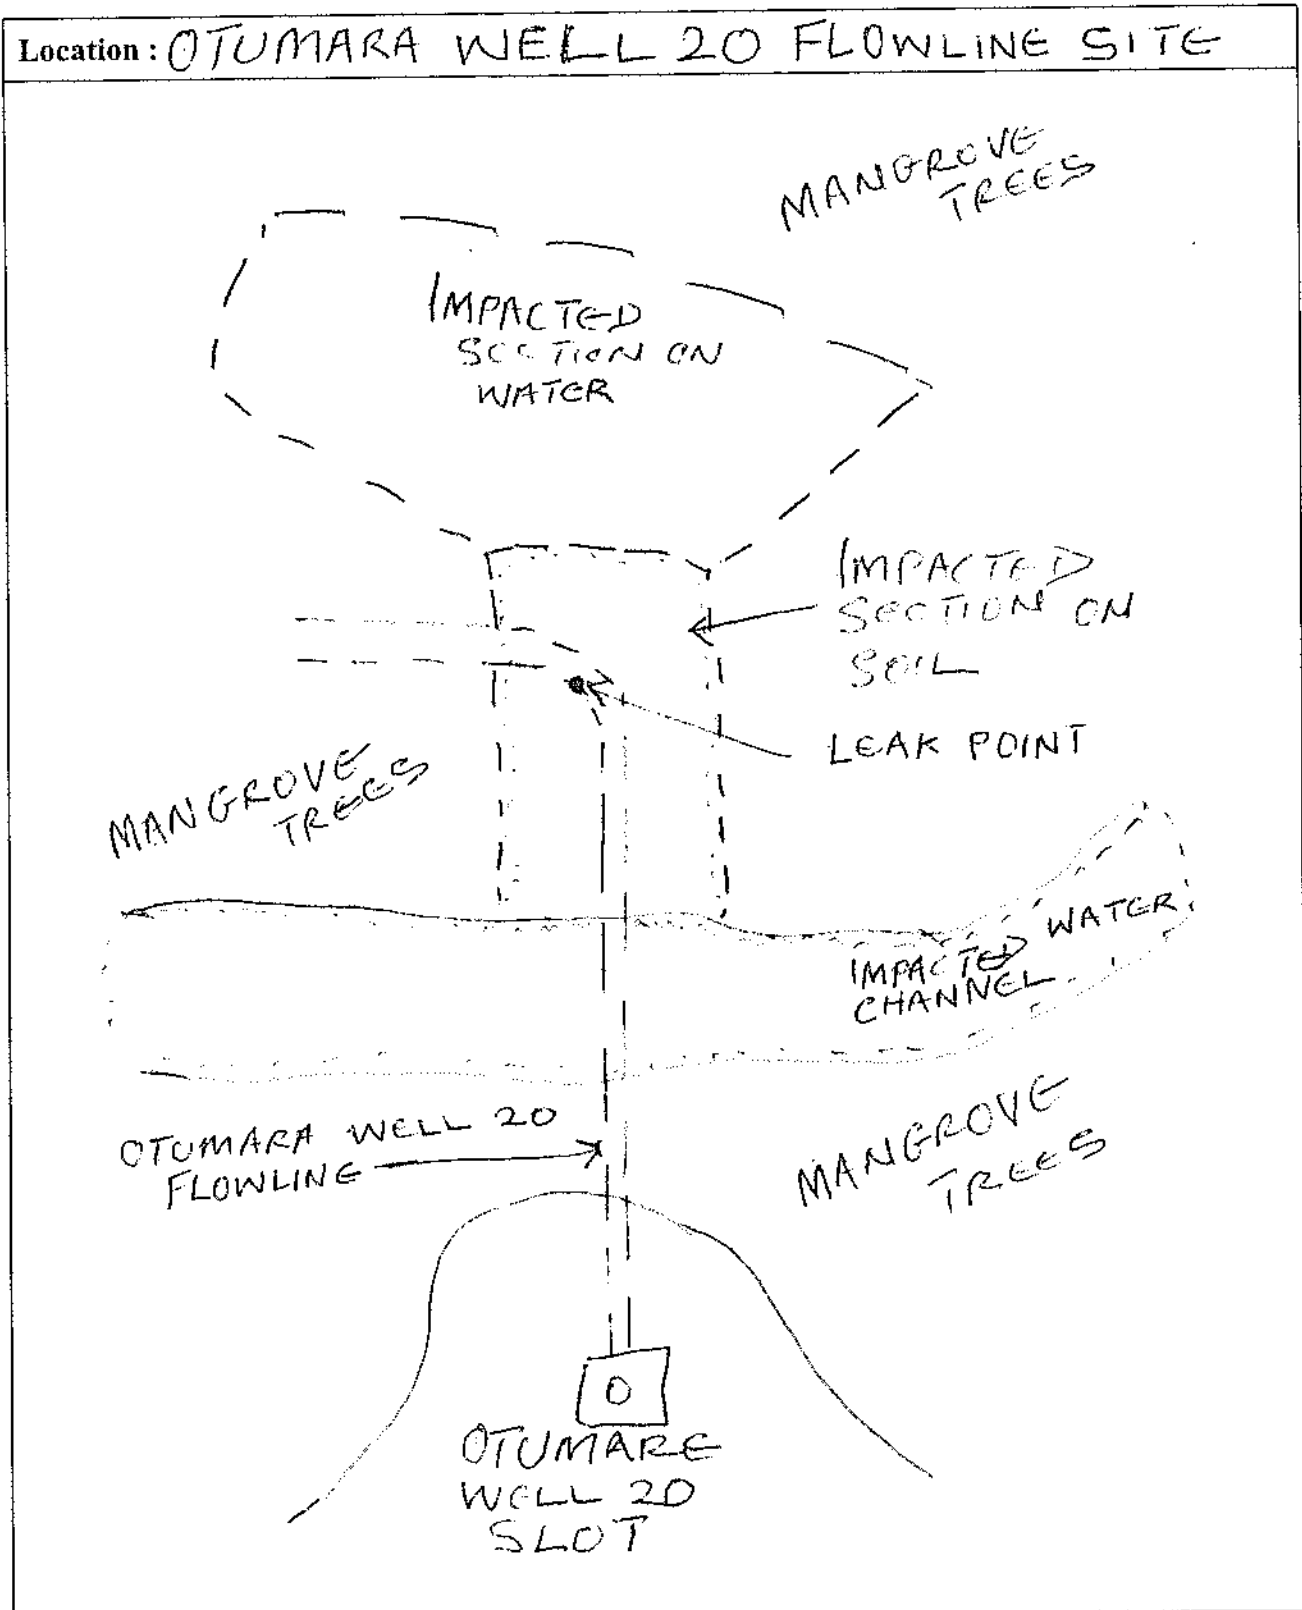 Location : OTUMARA WELL 20 FLOWLINE SITE
MANGROVE
TREES
IMPACTED
SECTION ON
WATER
IMPACTED
SECTION ON
SOIL
LEAK POINT
MANGROVE
TREES
IMPACTED WATER
CHANNEL
OTUMARA WELL 20
FLOWLINE
MANGROVE
TREES
O
OTUMARE
WELL 20
SLOT